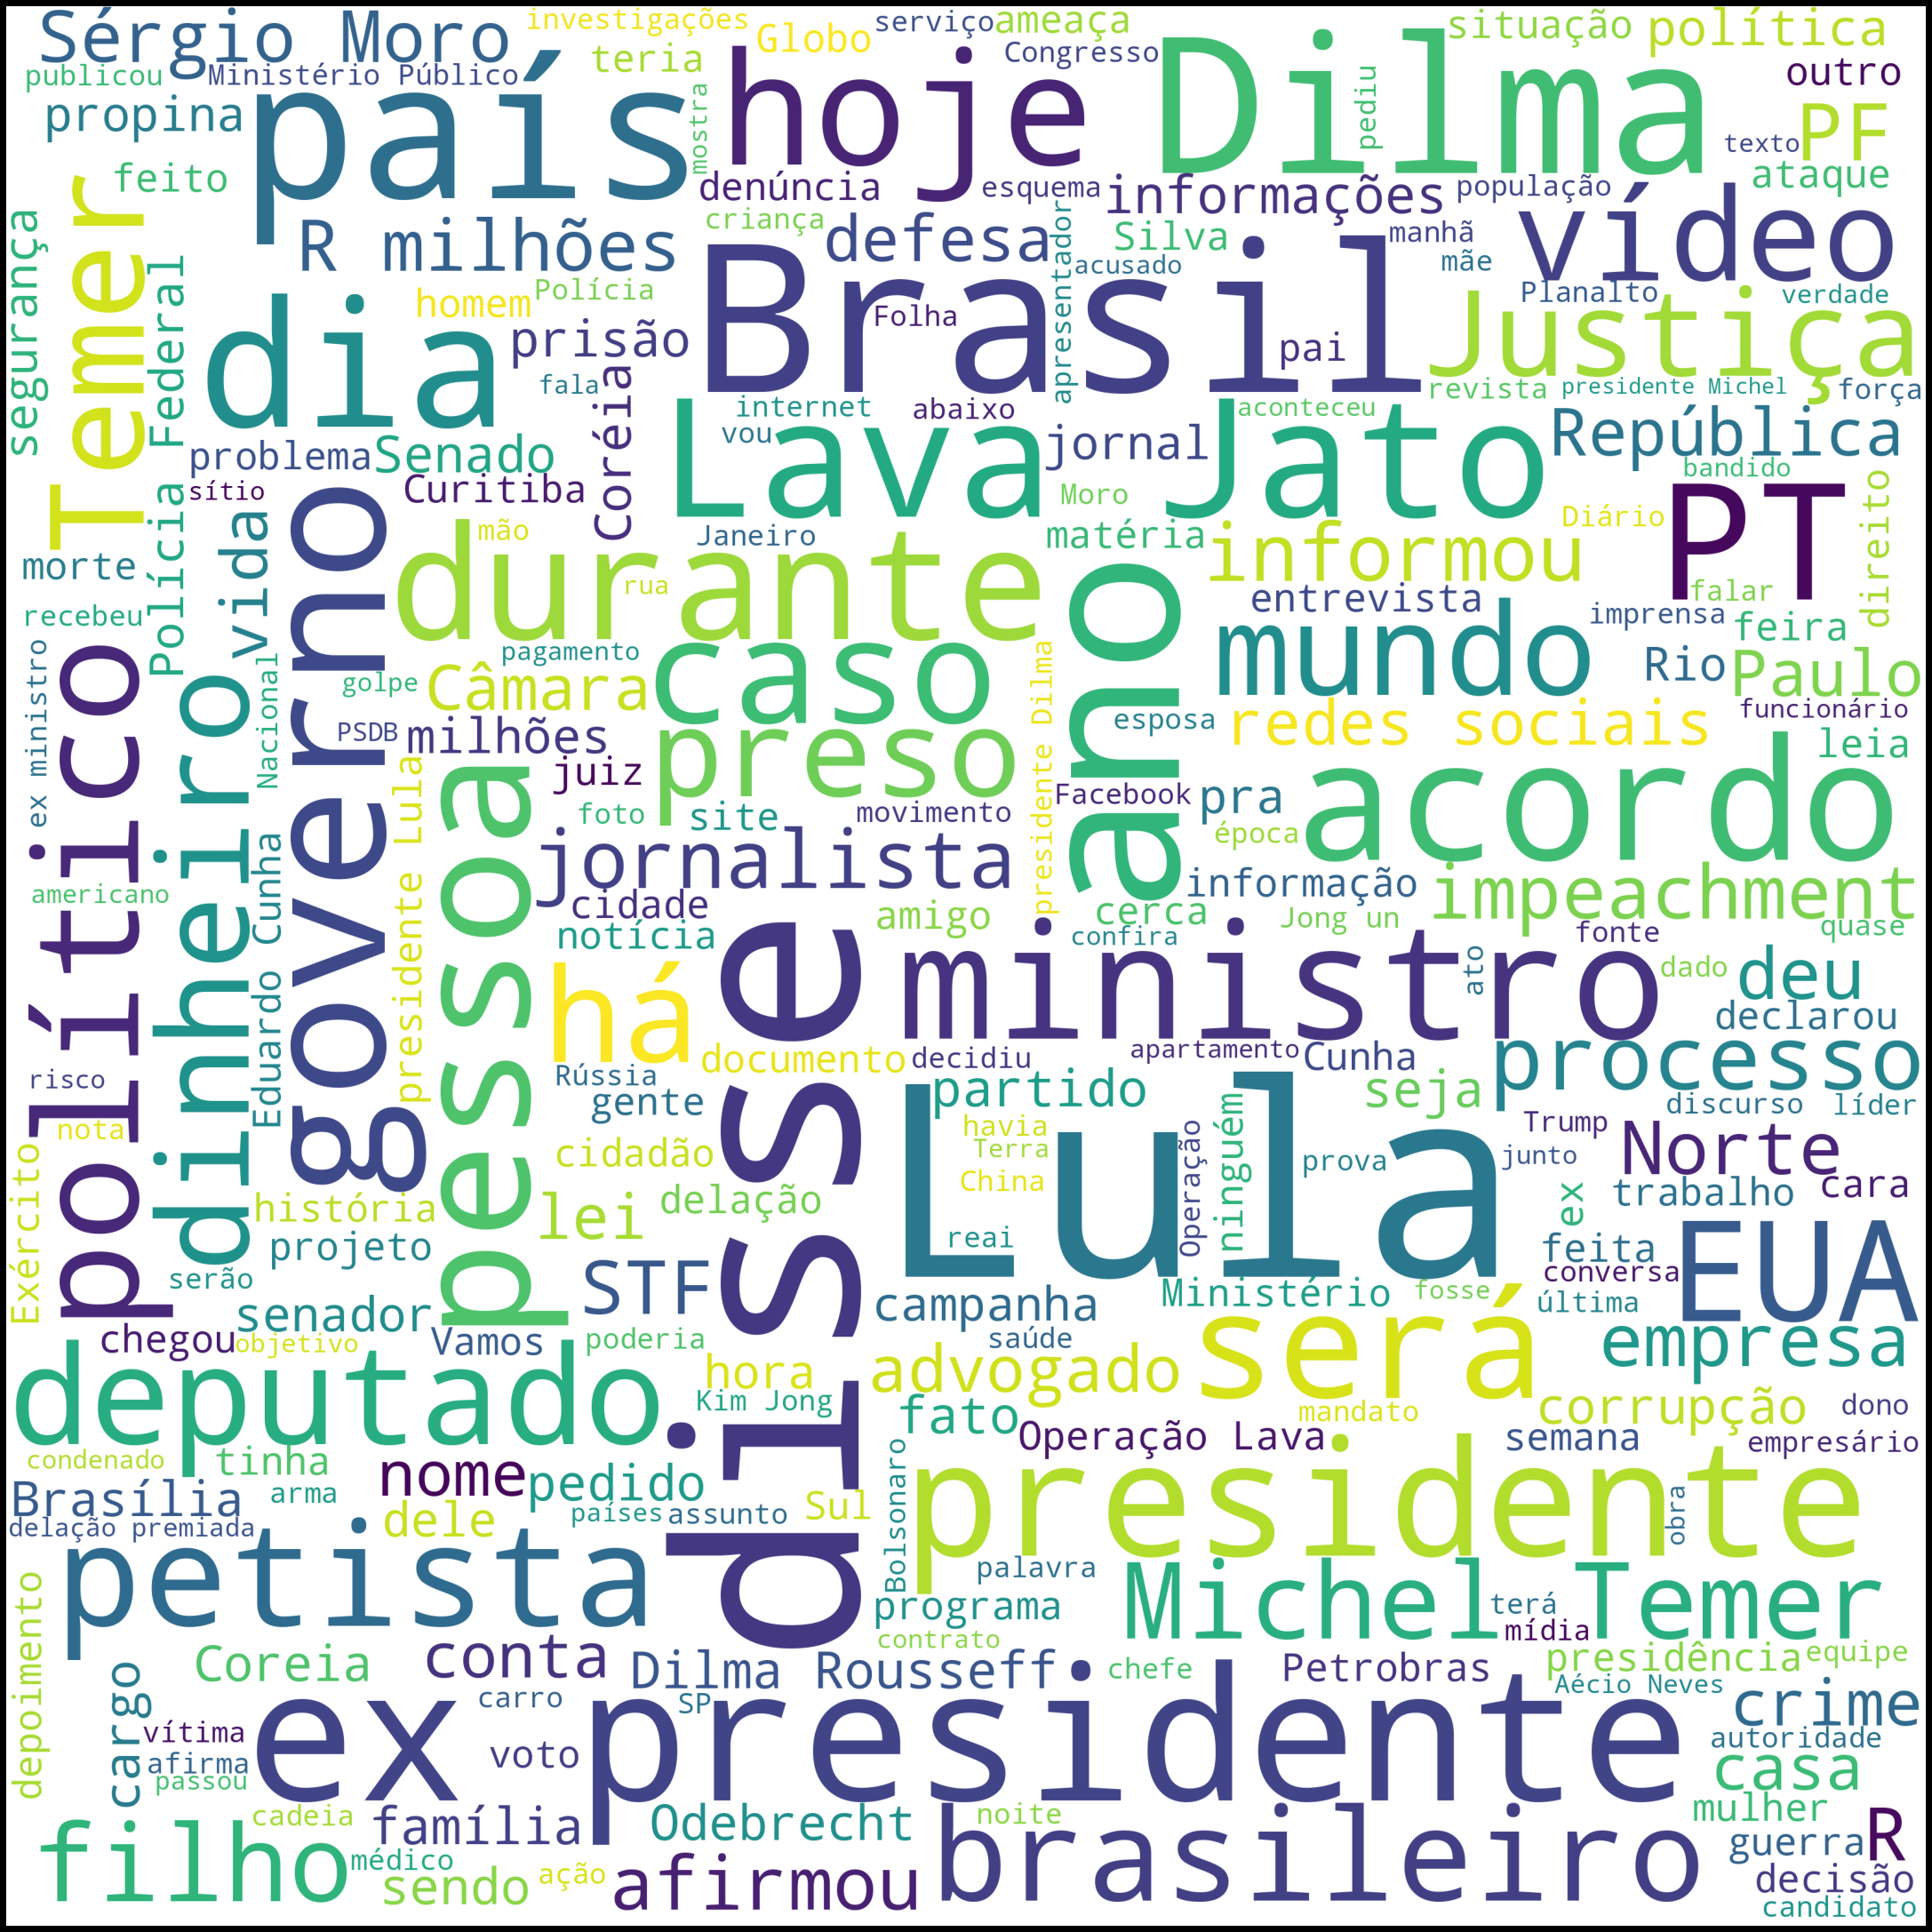 Sérgio Moro
investigações
Globo
serviço
ameaça
situação
política
publicou
Ministério Público
teria
Congresso
outro
propina
país
hoje
Dilma
pediu
PF
mostra
texto
feito
denúncia
esquema
informações
população
ataque
Temer
segurança
R milhões
criança
defesa
Silva
manhã
vídeo
Polícia Federal
Polícia
homem
acusado
apresentador
mãe
Planalto
verdade
dia
prisão
Brasil
Folha
pai
Justiça
fala
Coréia
internet
abaixo
aconteceu
revista
presidente Michel
força
problema
Senado
vou
Lava Jato
jornal
República
sítio
Curitiba
Moro
bandido
vida
governo
mão
Janeiro
matéria
Diário
PT
direito
morte
durante
rua
ano
informou
falar
recebeu
entrevista
imprensa
político
ex ministro
dinheiro
Nacional
pagamento
caso
presidente Dilma
mundo
feira
golpe
Câmara
Rio
Paulo
PSDB
milhões
preso
esposa
redes sociais
funcionário
presidente Lula
juiz
leia
pessoa
foto
site
movimento
Facebook
pra
época
acordo
Eduardo Cunha
jornalista
americano
cidade
amigo
informação
impeachment
notícia
cerca
Jong un
quase
disse
confira
fonte
há
ministro
ato
dado
deu
documento
decidiu
apartamento
Cunha
declarou
risco
Rússia
gente
partido
seja
processo
discurso
líder
nota
Exército
cidadão
havia
Terra
Lula
Operação
ninguém
Trump
prova
junto
Norte
história
lei
delação
China
ex
trabalho
cara
projeto
reai
feita
EUA
serão
STF
Ministério
fosse
conversa
senador
campanha
última
chegou
objetivo
Vamos
poderia
saúde
será
empresa
deputado
hora
advogado
Kim Jong
fato
mandato
corrupção
dono
condenado
tinha
Operação Lava
semana
empresário
Brasília
arma
nome
pedido
Bolsonaro
presidente
delação premiada
dele
países
assunto
Sul
obra
petista
palavra
depoimento
programa
Michel Temer
terá
contrato
mídia
Coreia
conta
Dilma Rousseff
chefe
Petrobras
presidência
equipe
cargo
ex presidente
carro
SP
Aécio Neves
crime
vítima
voto
autoridade
afirma
passou
casa
filho
cadeia
família
Odebrecht
noite
brasileiro
mulher
guerra
R
médico
sendo
ação
afirmou
decisão
candidato